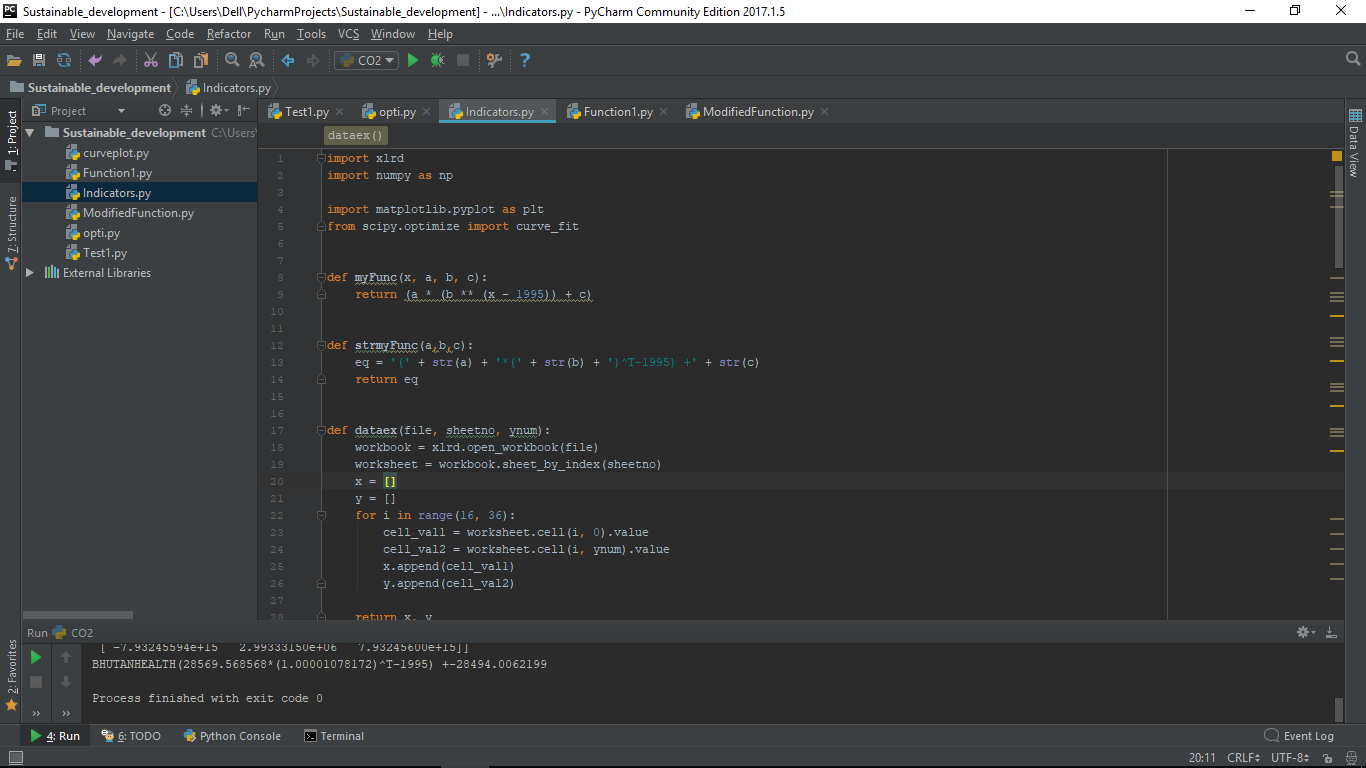 Sustainable_development - [C:\Users\Dell\PycharmProjects\Sustainable_development] - ...\Indicators.py - PyCharm Community Edition 2017.1.5
File Edit View Navigate Code Refactor Run Tools VCS Window Help
CO2
Sustainable_development Indicators.py
1: Project
7: Structure
2: Favorites
Data View
Project
Sustainable_development C:\Users\
curveplot.py
Function1.py
Indicators.py
ModifiedFunction.py
opti.py
Test1.py
External Libraries
Test1.py opti.py Indicators.py Function1.py ModifiedFunction.py
dataex()
1 import xlrd
2 import numpy as np
3
4 import matplotlib.pyplot as plt
5 from scipy.optimize import curve_fit
6
7
8 def myFunc(x, a, b, c):
9 return (a * (b ** (x - 1995)) + c)
10
11
12 def strmyFunc(a,b,c):
13 eq = '(' + str(a) + '*(' + str(b) + ')^T-1995) +' + str(c)
14 return eq
15
16
17 def dataex(file, sheetno, ynum):
18 workbook = xlrd.open_workbook(file)
19 worksheet = workbook.sheet_by_index(sheetno)
20 x = []
21 y = []
22 for i in range(16, 36):
23 cell_val1 = worksheet.cell(i, 0).value
24 cell_val2 = worksheet.cell(i, ynum).value
25 x.append(cell_val1)
26 y.append(cell_val2)
27
28 return x, y
Run CO2
[ -7.93245594e+15 2.99333150e+06 7.93245600e+15]]
BHUTANHEALTH(28569.568568*(1.00001078172)^T-1995) +-28494.0062199
Process finished with exit code 0
4: Run 6: TODO Python Console Terminal Event Log
20:11 CRLF UTF-8